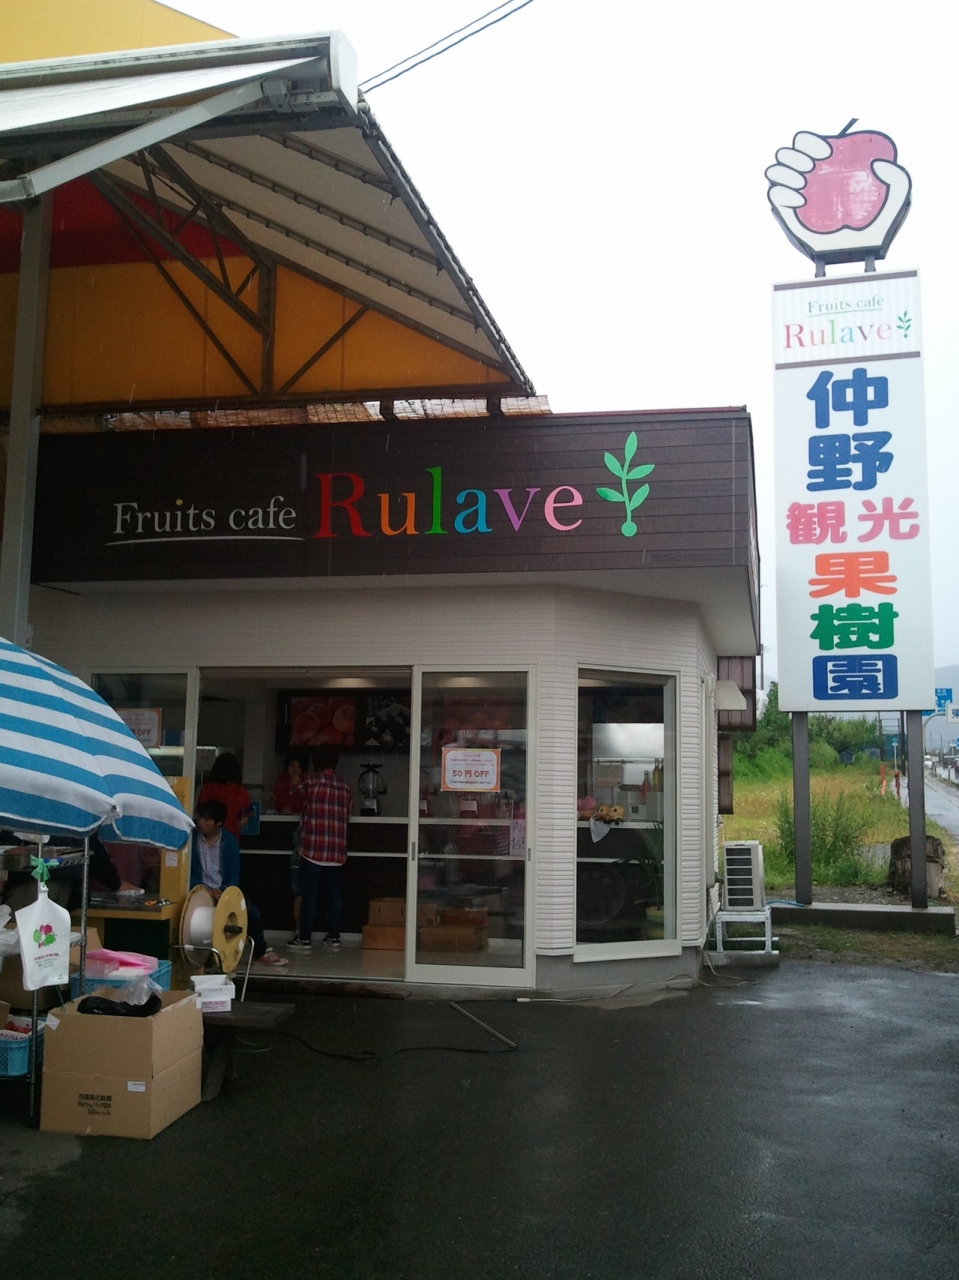 Fruits cafe
Rulave
仲野
観光
果
樹
園
Fruits cafe Rulave
50円OFF